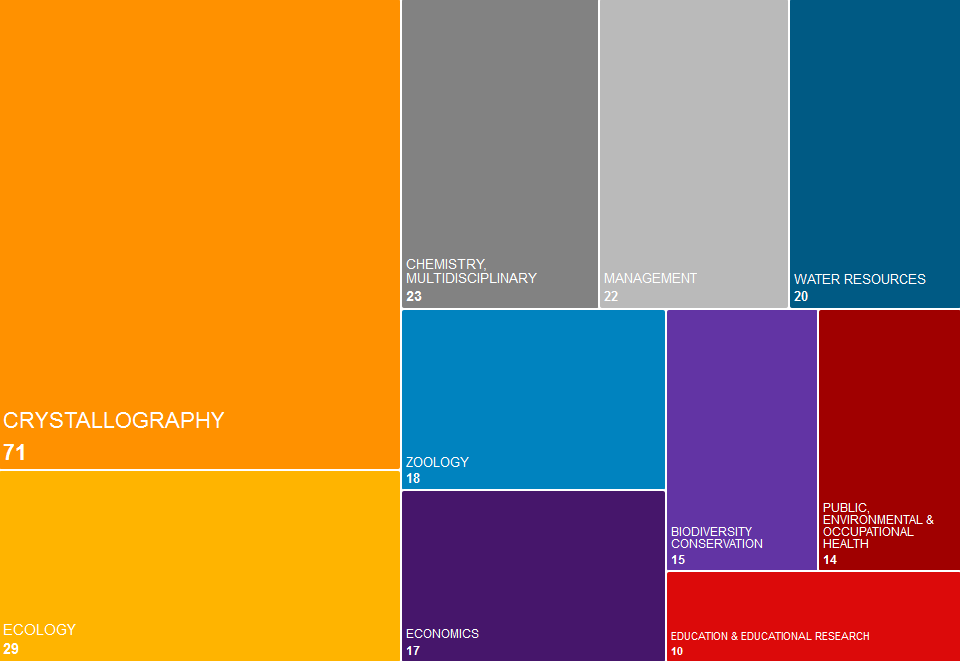 CRYSTALLOGRAPHY
71
ECOLOGY
29
CHEMISTRY,
MULTIDISCIPLINARY
23
MANAGEMENT
22
WATER RESOURCES
20
ZOOLOGY
18
ECONOMICS
17
BIODIVERSITY
CONSERVATION
15
PUBLIC,
ENVIRONMENTAL &
OCCUPATIONAL
HEALTH
14
EDUCATION & EDUCATIONAL RESEARCH
10